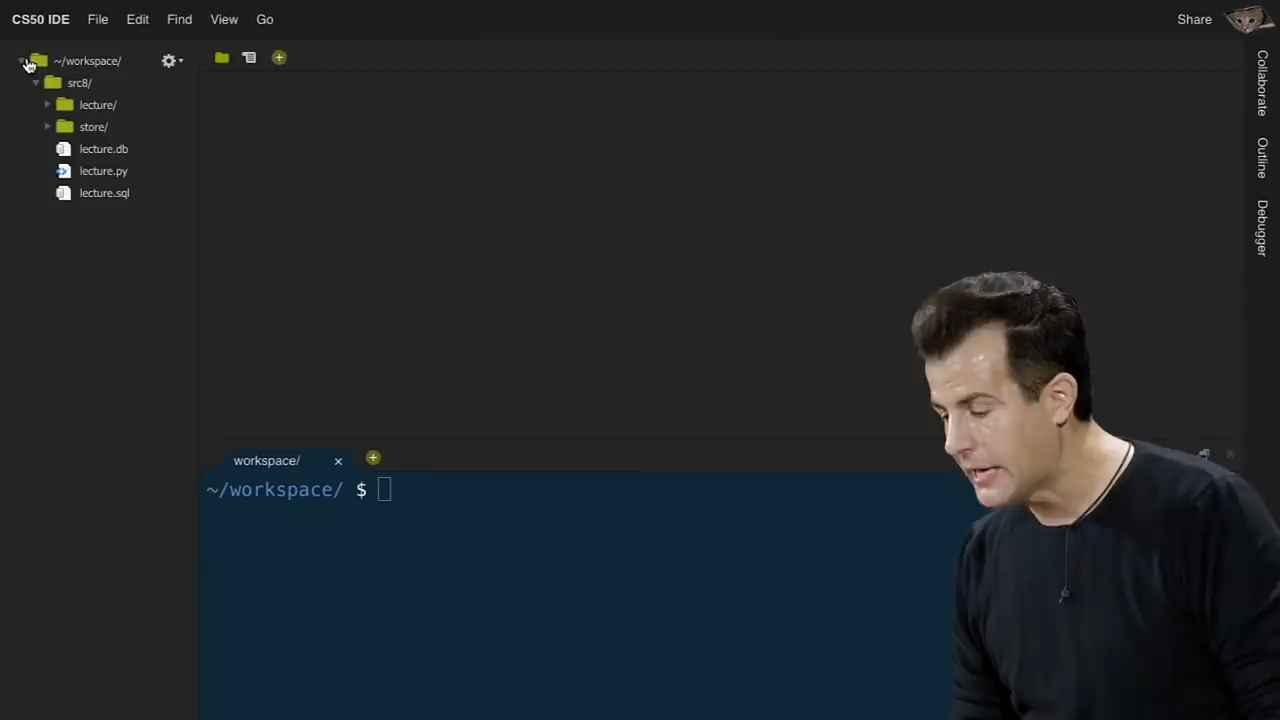 CS50 IDE File Edit Find View Go Share
~/workspace/
src8/
lecture/
store/
lecture.db
lecture.py
lecture.sql
Collaborate
Outline
Debugger
workspace/
~/workspace/ $